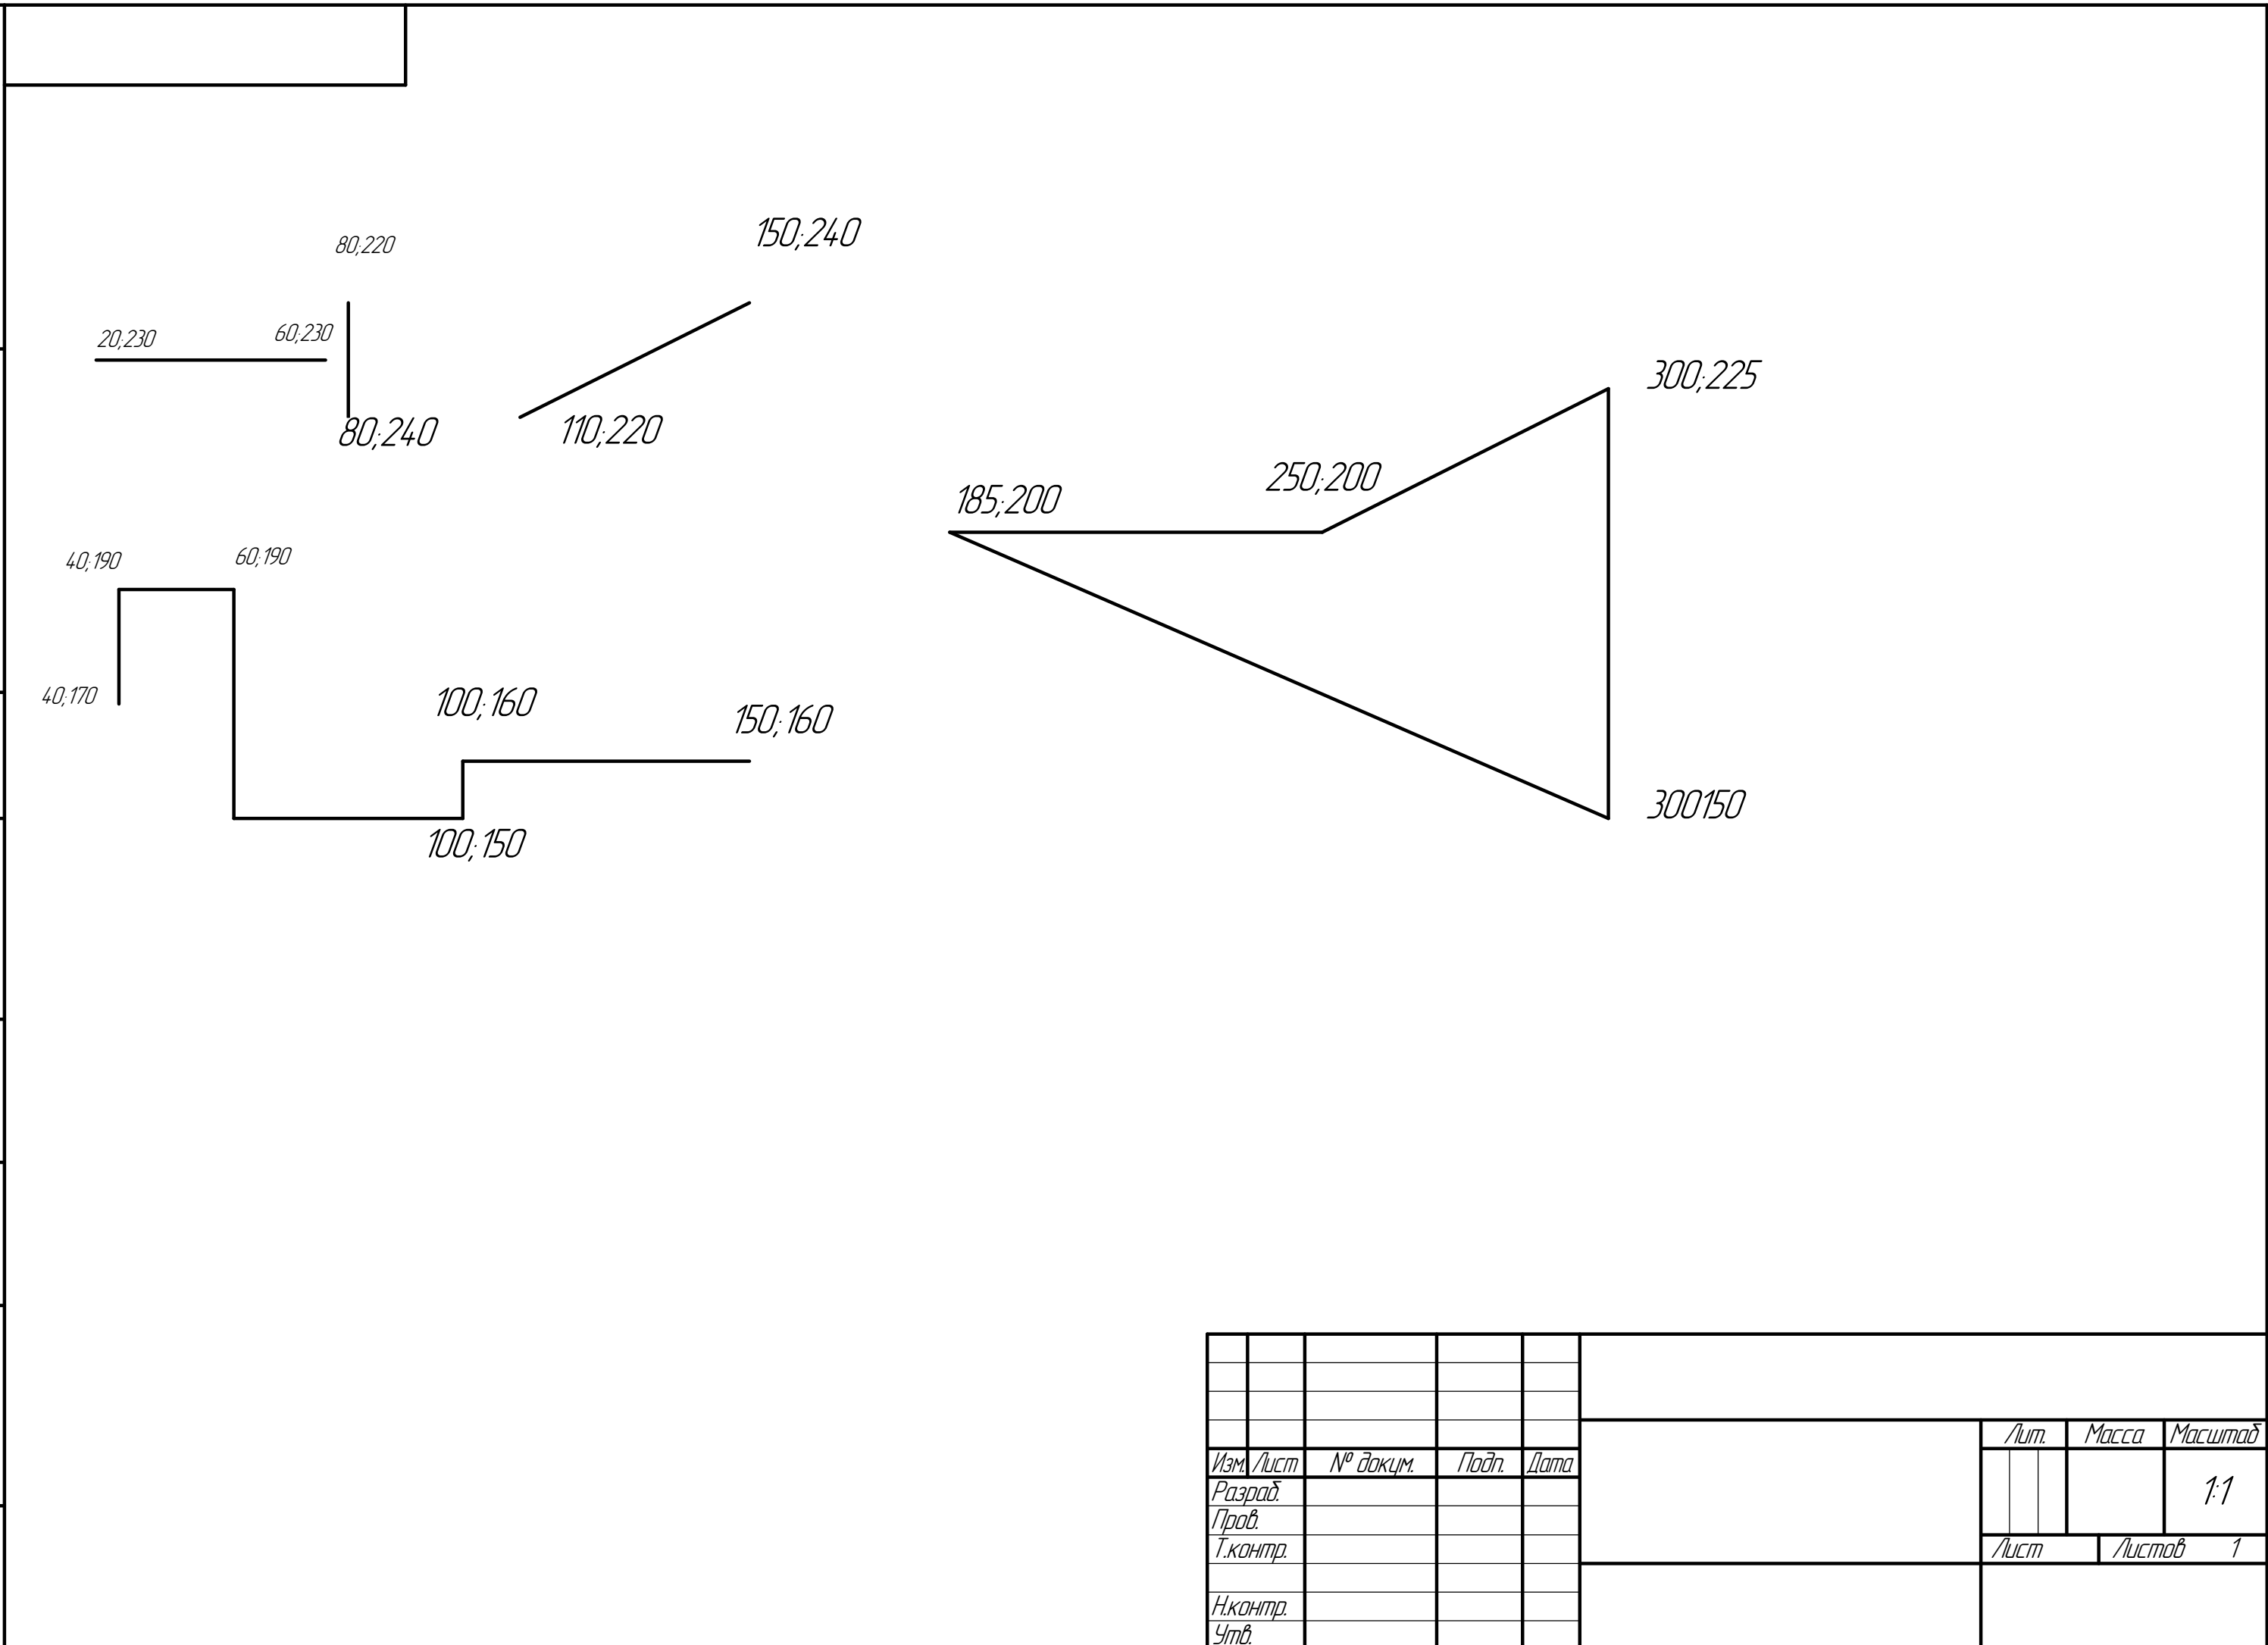 150;240
80;220
20;230
60;230
80;240
110;220
300;225
250;200
185;200
40;190
60;190
40;170
100;160
150;160
300150
100;150
Лит. Масса Масштаб
Изм. Лист № докум. Подп. Дата
Разраб.
1:1
Пров.
Т.контр.
Лист Листов 1
Н.контр.
Утв.